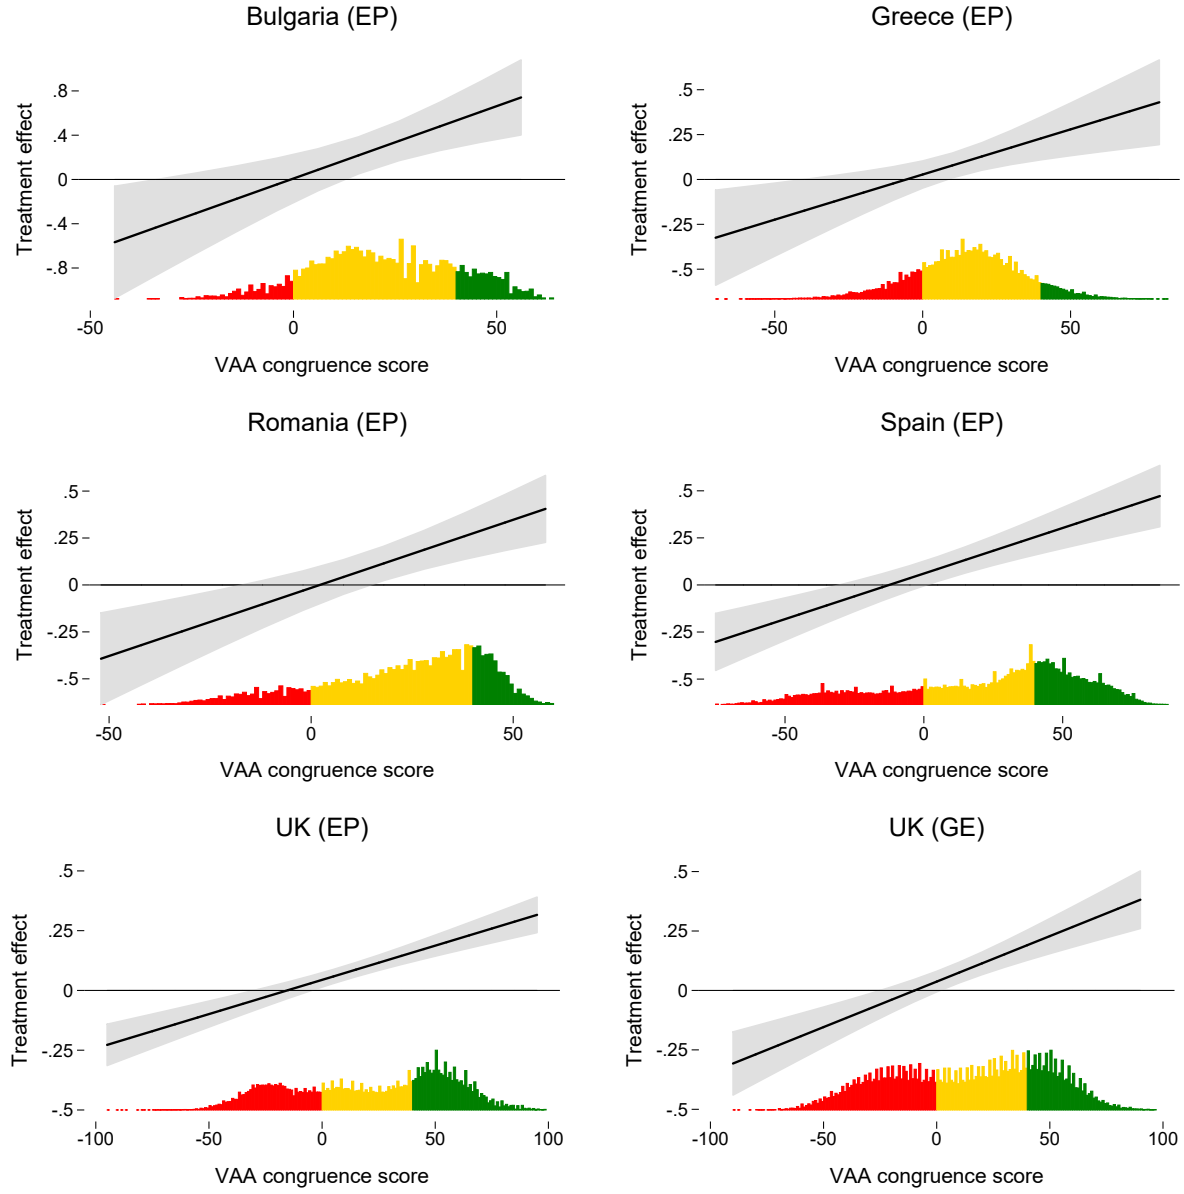 Bulgaria (EP)
Treatment effect
.8
.4
0
-.4
-.8
-50 0 50
VAA congruence score
Greece (EP)
Treatment effect
.5
.25
0
-.25
-.5
-50 0 50
VAA congruence score
Romania (EP)
Treatment effect
.5
.25
0
-.25
-.5
-50 0 50
VAA congruence score
Spain (EP)
Treatment effect
.5
.25
0
-.25
-.5
-50 0 50
VAA congruence score
UK (EP)
Treatment effect
.5
.25
0
-.25
-.5
-100 -50 0 50 100
VAA congruence score
UK (GE)
Treatment effect
.5
.25
0
-.25
-.5
-100 -50 0 50 100
VAA congruence score